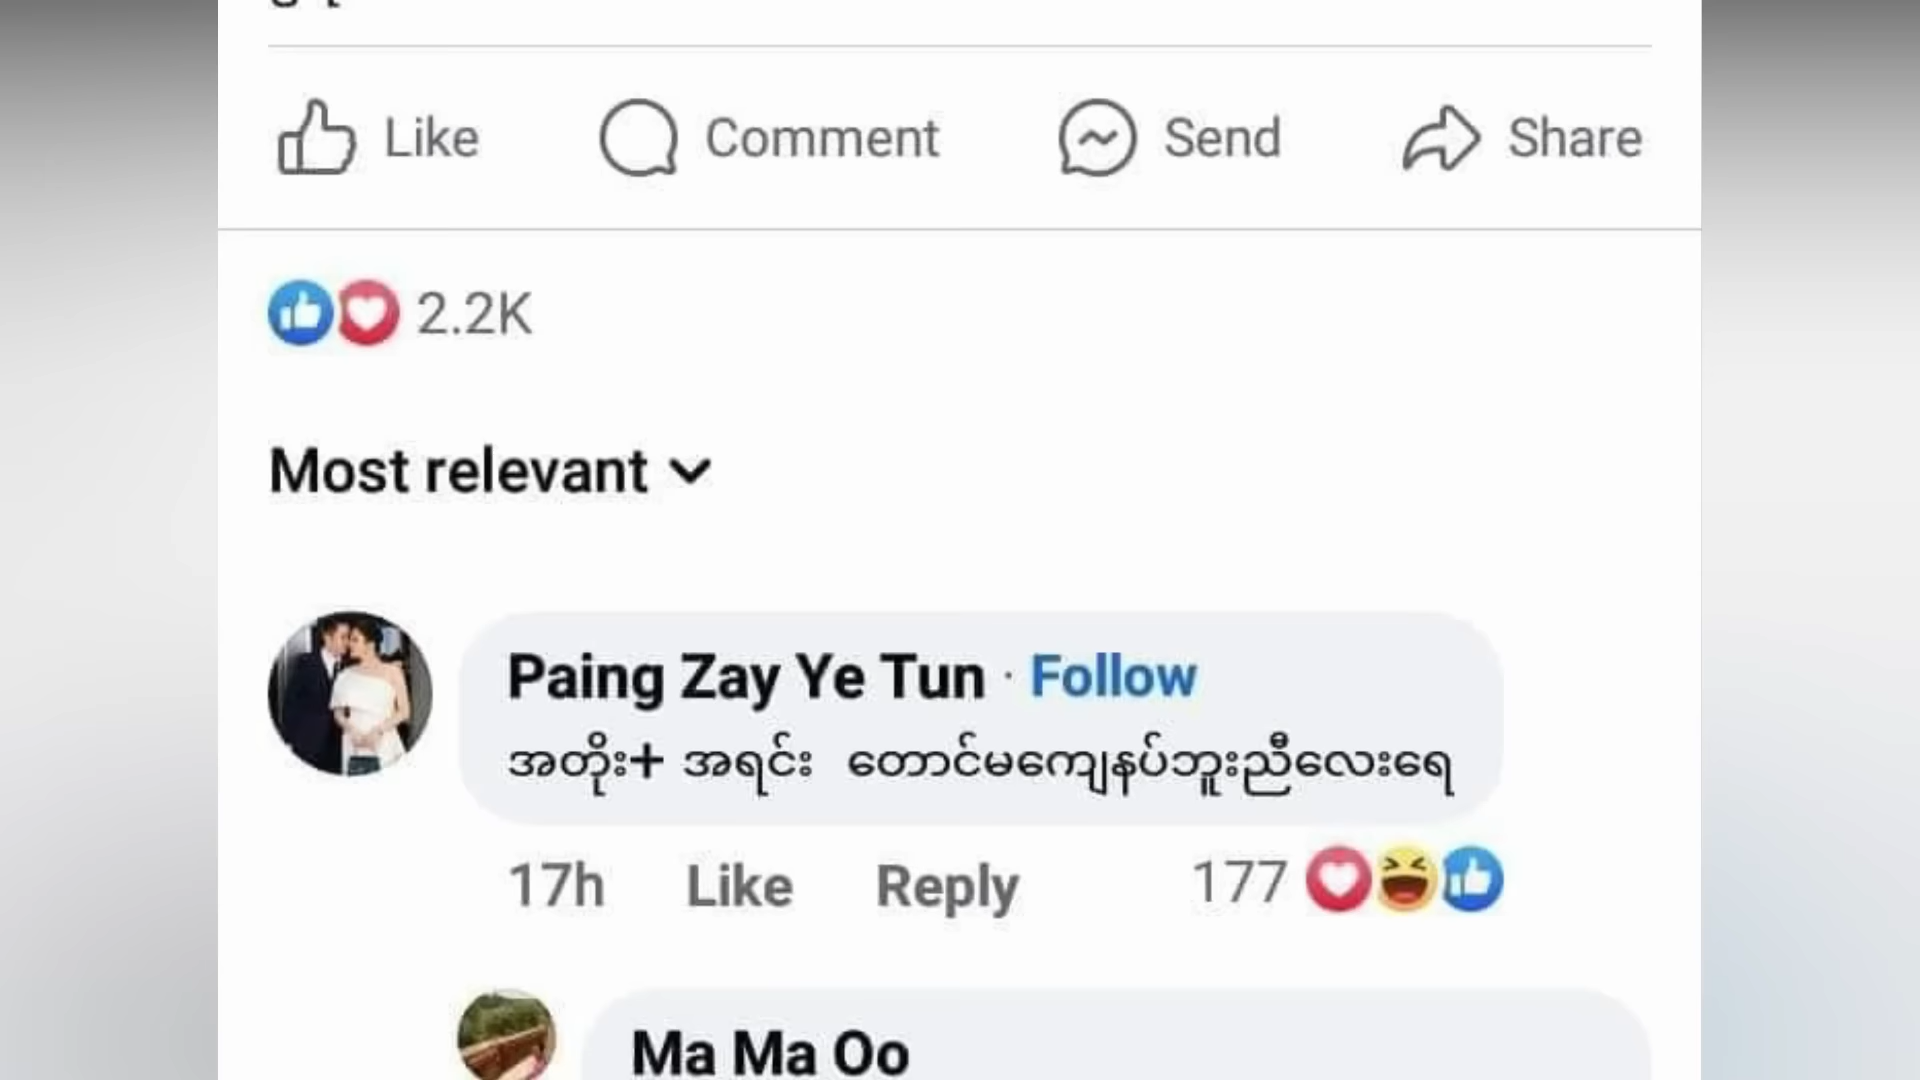 Like Comment Send Share
2.2K
Most relevant
Paing Zay Ye Tun · Follow
အတိုး+ အရင်း တောင်မကျေနပ်ဘူးညီလေးရေ
17h Like Reply 177
Ma Ma Oo